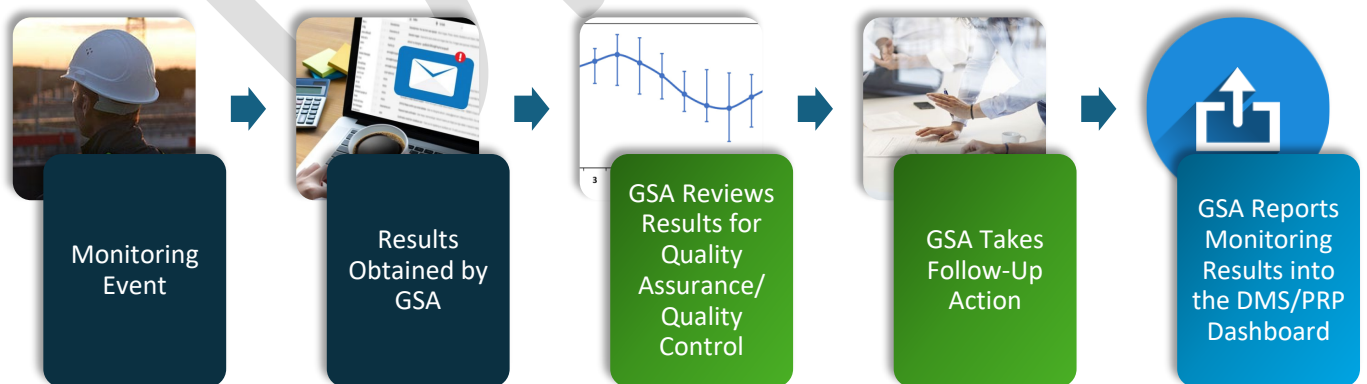 3
Monitoring
Event
Results
Obtained by
GSA
GSA Reviews
Results for
Quality
Assurance/
Quality
Control
GSA Takes
Follow-Up
Action
GSA Reports
Monitoring
Results into
the DMS/PRP
Dashboard